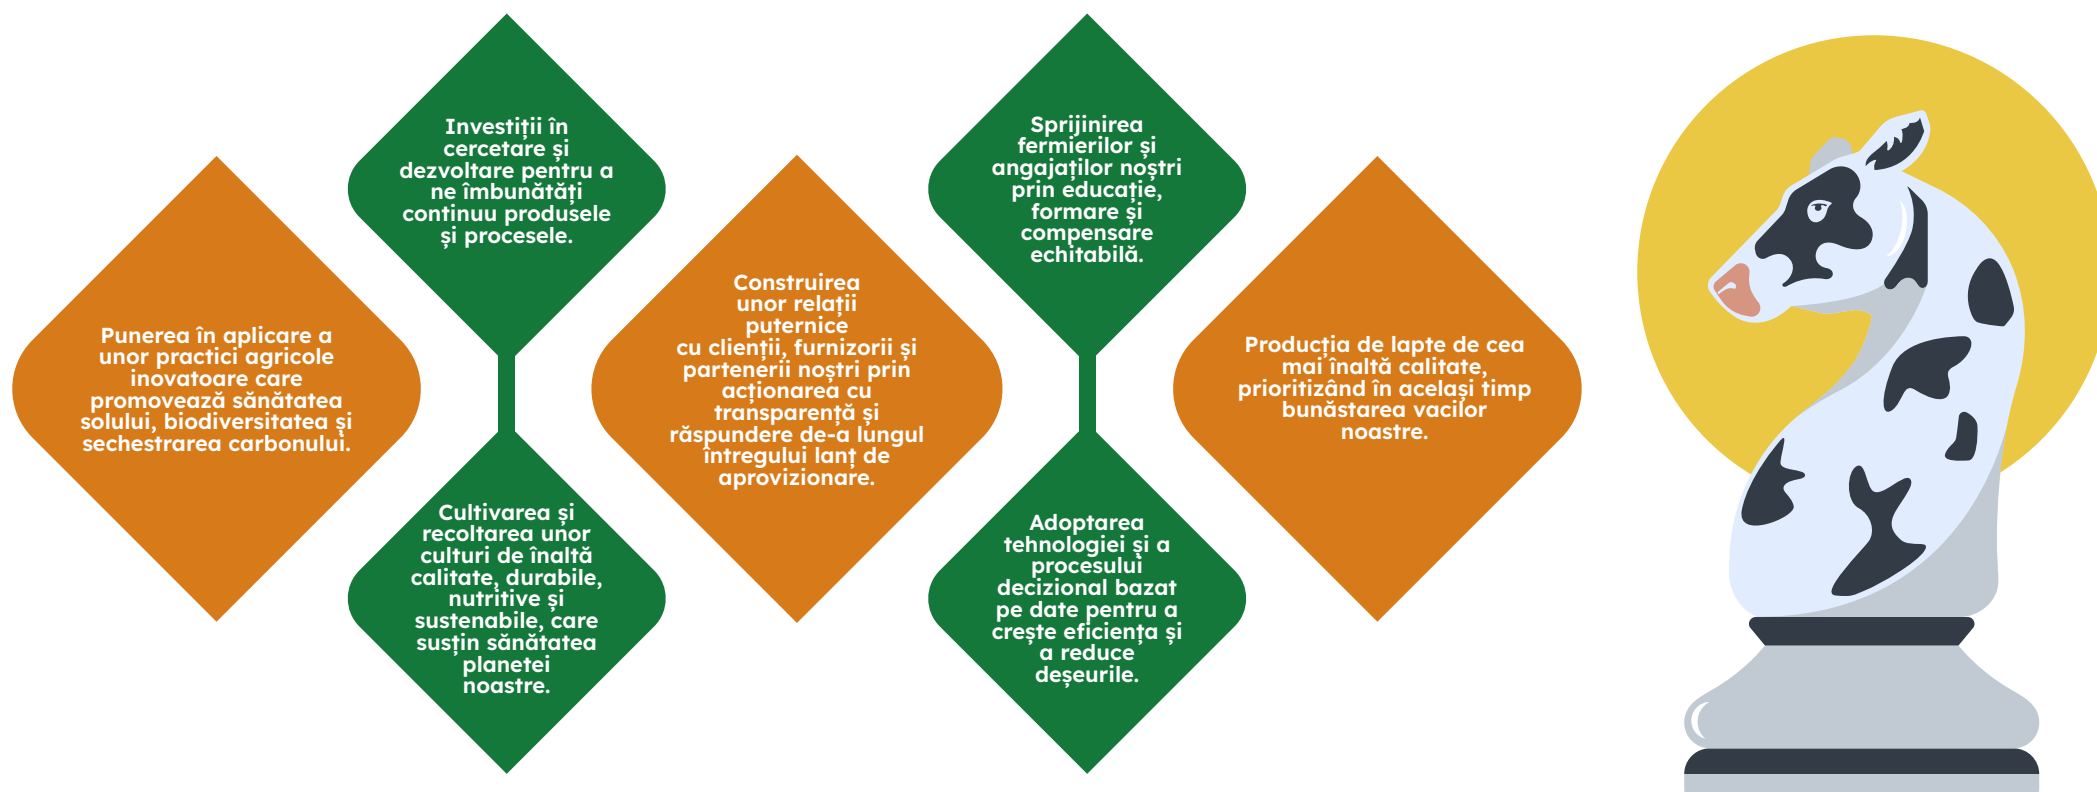 Investiții în
cercetare și
dezvoltare pentru a
ne îmbunătăți
continuu produsele
și procesele.
Sprijinirea
fermierilor și
angajaților noștri
prin educație,
formare și
compensare
echitabilă.
Punerea în aplicare a
unor practici agricole
inovatoare care
promovează sănătatea
solului, biodiversitatea și
sechestrarea carbonului.
Construirea
unor relații
puternice
cu clienții, furnizorii și
partenerii noștri prin
acționarea cu
transparență și
răspundere de-a lungul
întregului lanț de
aprovizionare.
Producția de lapte de cea
mai înaltă calitate,
prioritizând în același timp
bunăstarea vacilor
noastre.
Cultivarea și
recoltarea unor
culturi de înaltă
calitate, durabile,
nutritive și
sustenabile, care
susțin sănătatea
planetei
noastre.
Adoptarea
tehnologiei și a
procesului
decizional bazat
pe date pentru a
crește eficiența și
a reduce
deșeurile.